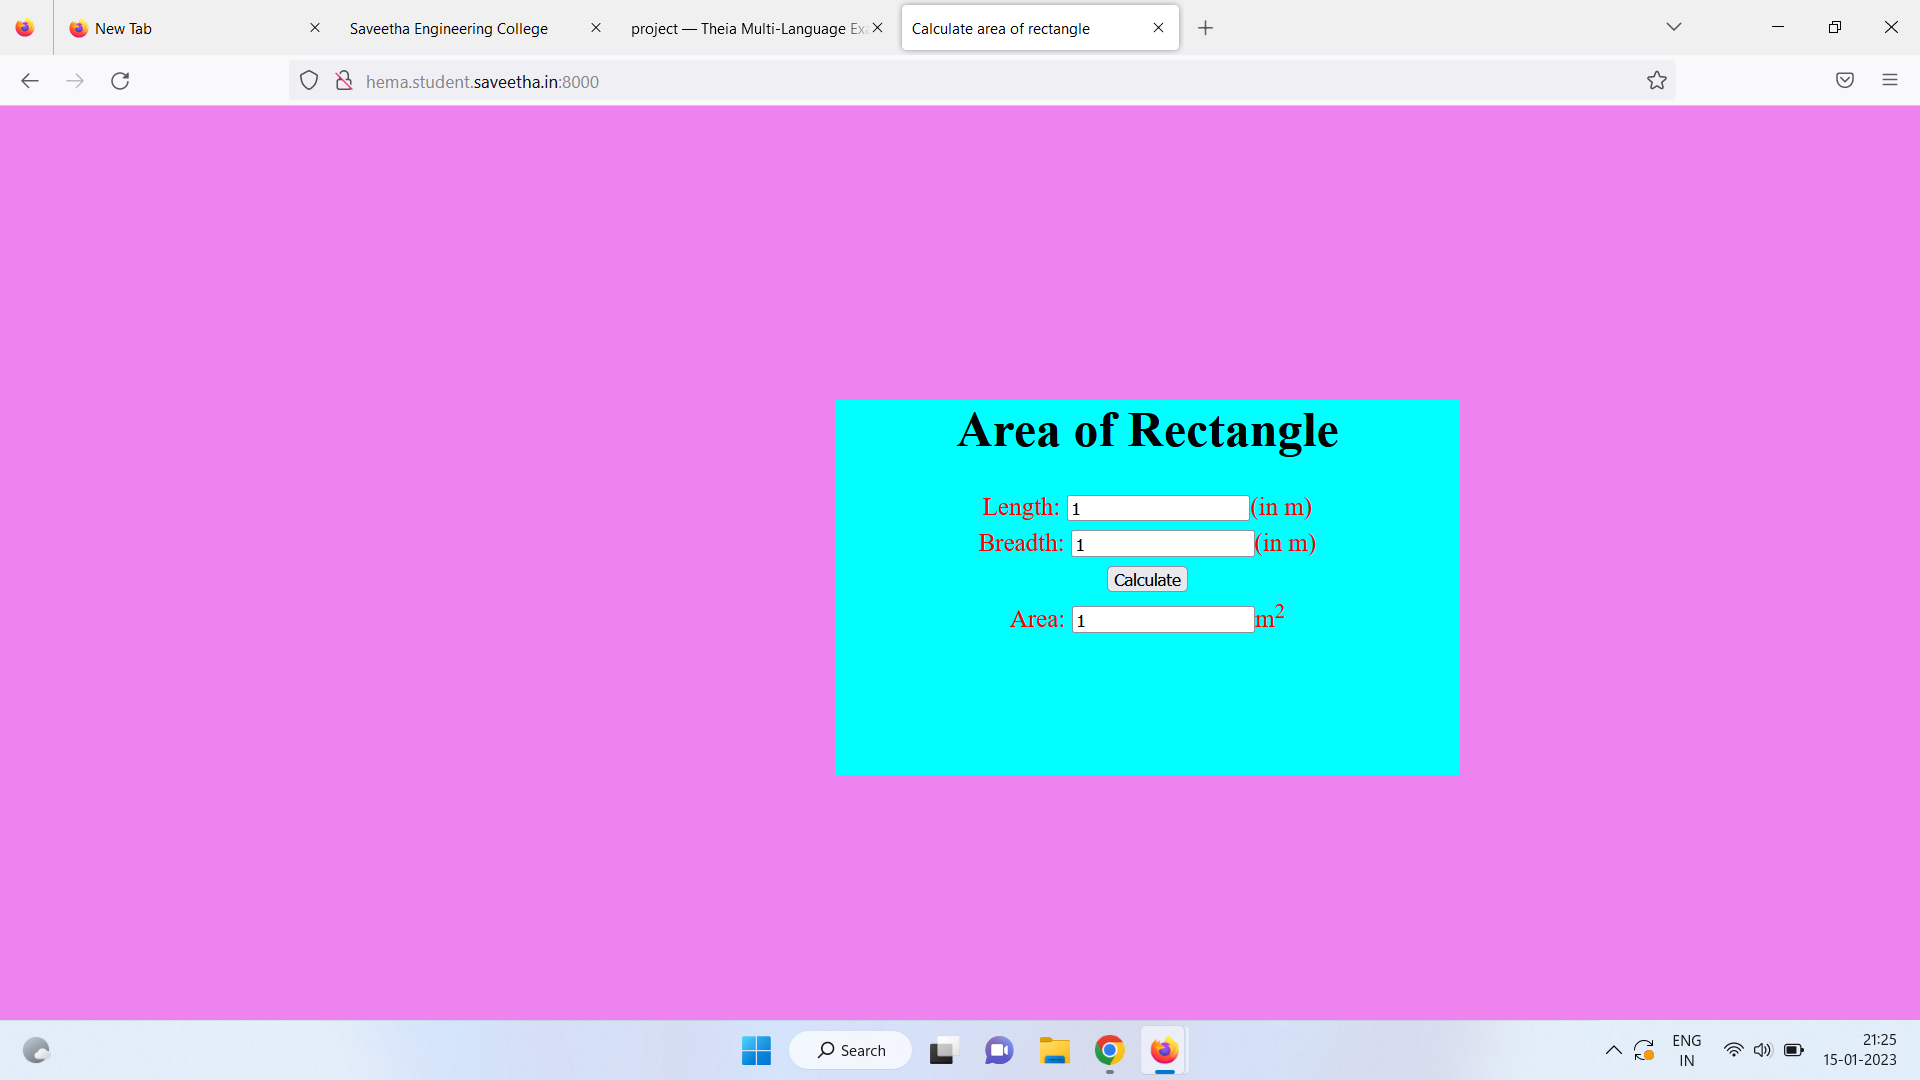 New Tab
Saveetha Engineering College
project — Theia Multi-Language Ex
Calculate area of rectangle
hema.student.saveetha.in:8000
Area of Rectangle
Length: 1 (in m)
Breadth: 1 (in m)
Calculate
Area: 1 m²
Search
ENG
IN
21:25
15-01-2023